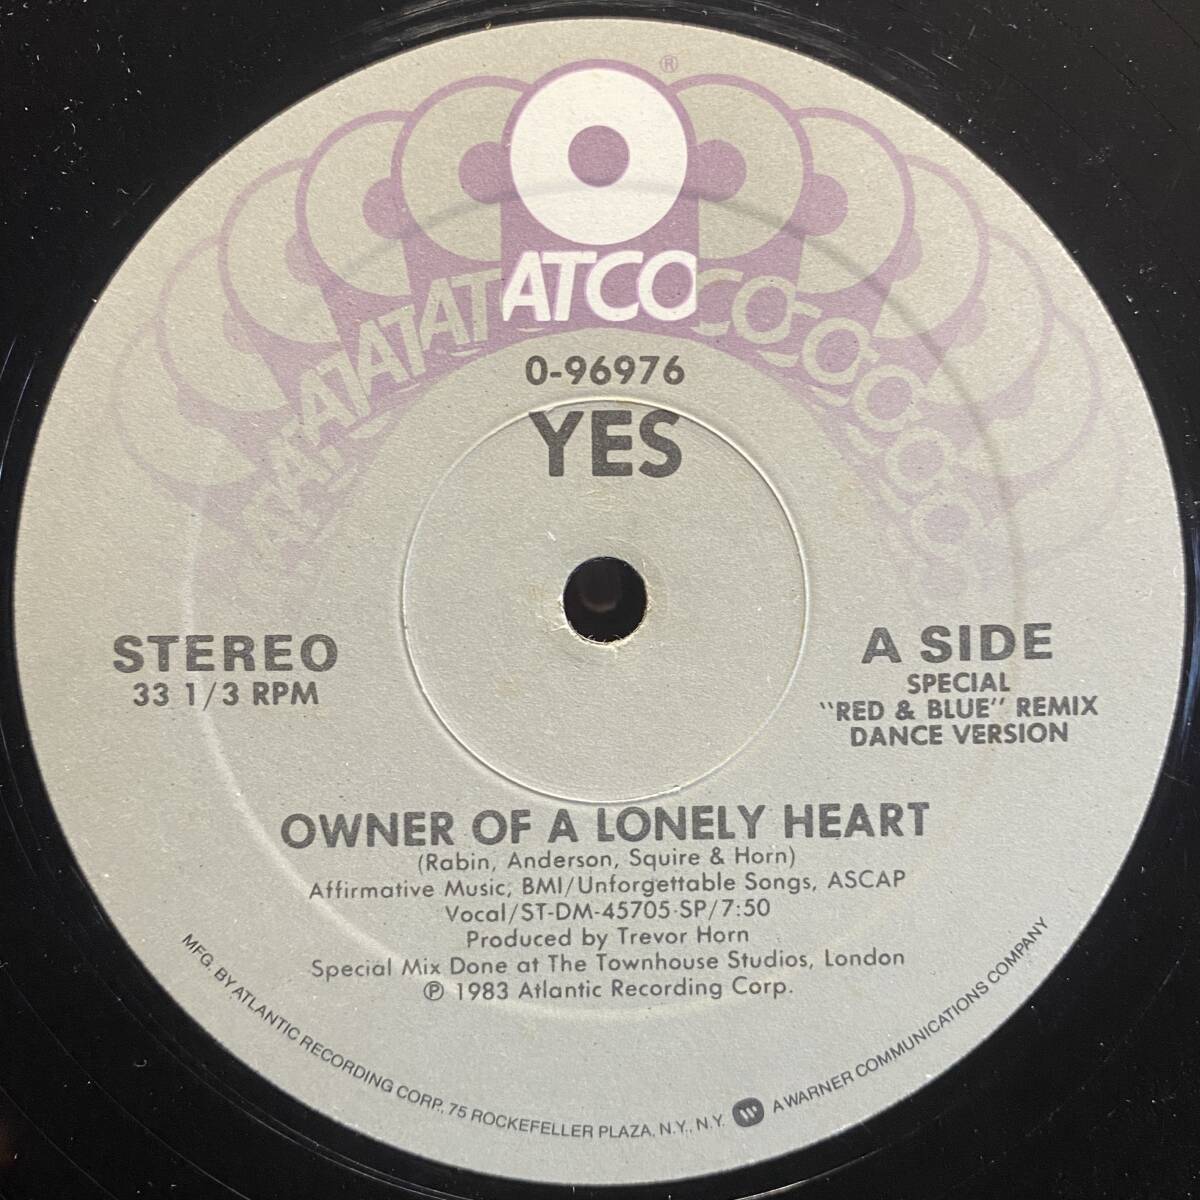 ®
ATCO
0-96976
YES
STEREO
33 1/3 RPM
A SIDE
SPECIAL
"RED & BLUE" REMIX
DANCE VERSION
OWNER OF A LONELY HEART
(Rabin, Anderson, Squire & Horn)
Affirmative Music, BMI/Unforgettable Songs, ASCAP
Vocal/ST-DM-45705-SP/7:50
Produced by Trevor Horn
Special Mix Done at The Townhouse Studios, London
℗ 1983 Atlantic Recording Corp.
MFG. BY ATLANTIC RECORDING CORP., 75 ROCKEFELLER PLAZA, N.Y., N.Y. A WARNER COMMUNICATIONS COMPANY